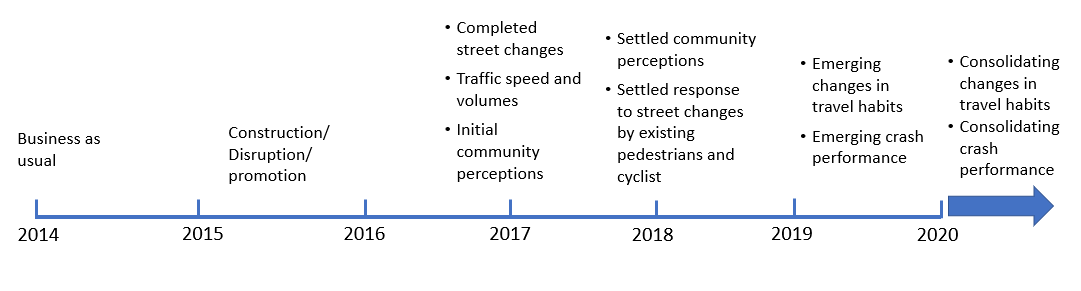 Business as
usual
Construction/
Disruption/
promotion
• Completed
street changes
• Traffic speed and
volumes
• Initial
community
perceptions
• Settled community
perceptions
• Settled response
to street changes
by existing
pedestrians and
cyclist
• Emerging
changes in
travel habits
• Emerging crash
performance
• Consolidating
changes in
travel habits
• Consolidating
crash
performance
2014
2015
2016
2017
2018
2019
2020